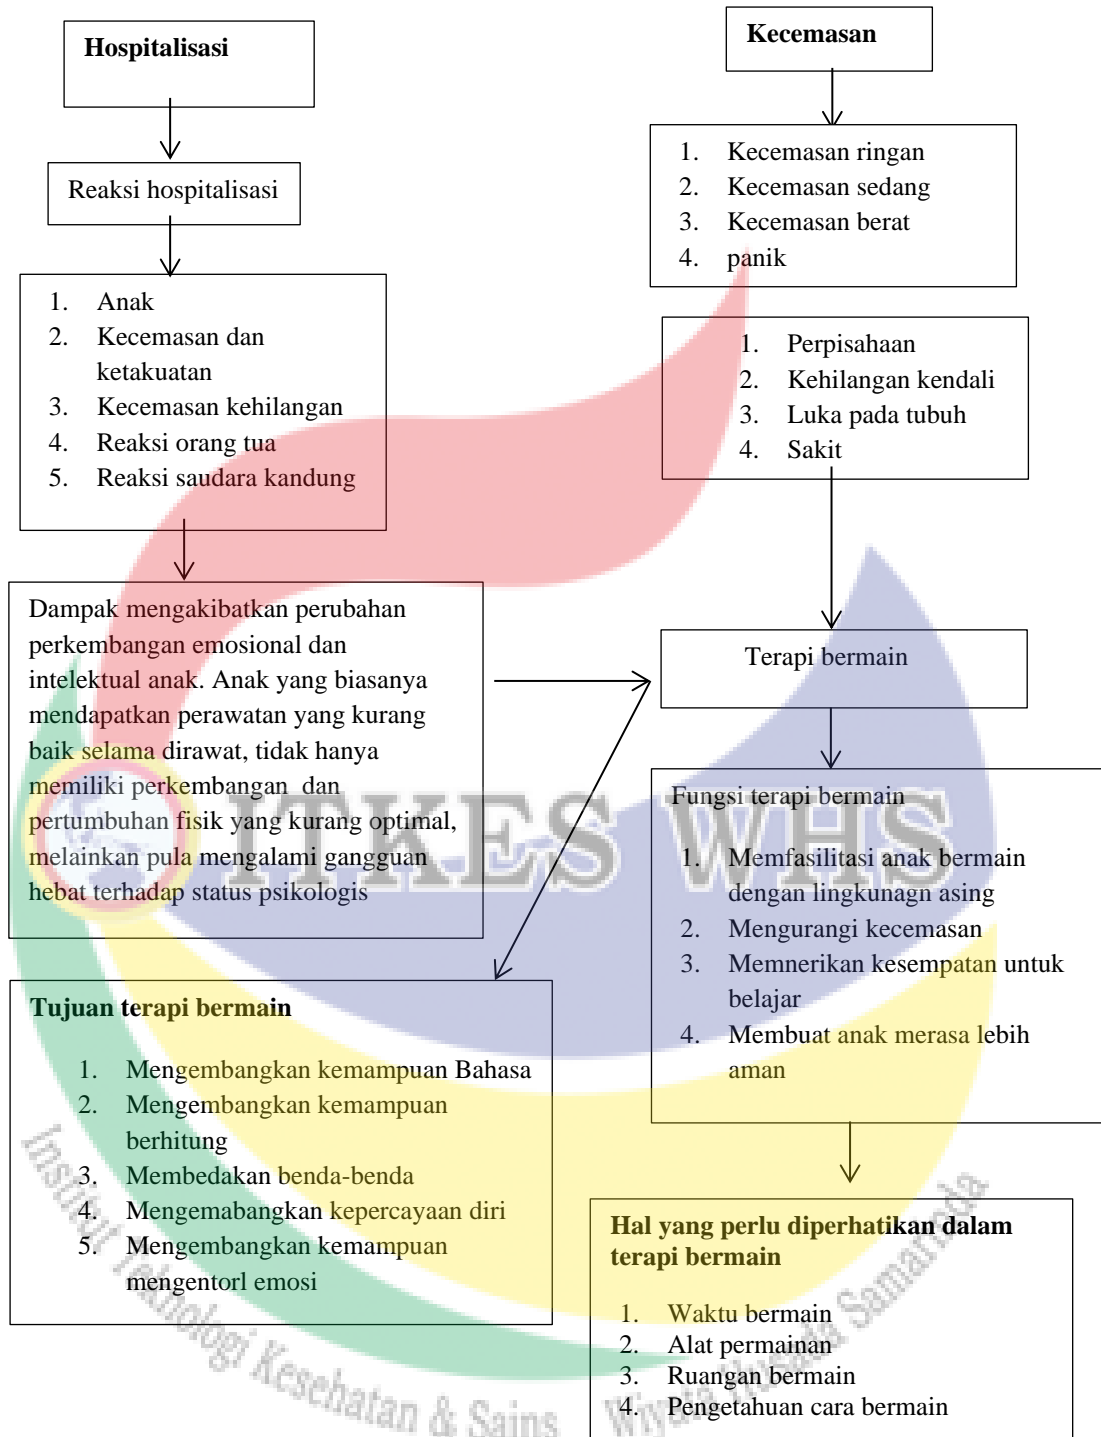 Hospitalisasi
Reaksi hospitalisasi
1. Anak
2. Kecemasan dan
ketakuatan
3. Kecemasan kehilangan
4. Reaksi orang tua
5. Reaksi saudara kandung
Dampak mengakibatkan perubahan
perkembangan emosional dan
intelektual anak. Anak yang biasanya
mendapatkan perawatan yang kurang
baik selama dirawat, tidak hanya
memiliki perkembangan dan
pertumbuhan fisik yang kurang optimal,
melainkan pula mengalami gangguan
hebat terhadap status psikologis
Tujuan terapi bermain
1. Mengembangkan kemampuan Bahasa
2. Mengembangkan kemampuan
berhitung
3. Membedakan benda-benda
4. Mengemabangkan kepercayaan diri
5. Mengembangkan kemampuan
mengentorl emosi
Kecemasan
1. Kecemasan ringan
2. Kecemasan sedang
3. Kecemasan berat
4. panik
1. Perpisahaan
2. Kehilangan kendali
3. Luka pada tubuh
4. Sakit
Terapi bermain
Fungsi terapi bermain
1. Memfasilitasi anak bermain
dengan lingkunagn asing
2. Mengurangi kecemasan
3. Memnerikan kesempatan untuk
belajar
4. Membuat anak merasa lebih
aman
Hal yang perlu diperhatikan dalam
terapi bermain
1. Waktu bermain
2. Alat permainan
3. Ruangan bermain
4. Pengetahuan cara bermain
ITKES WHS
Institut Teknologi Kesehatan & Sains Wiyata Husada Samarinda